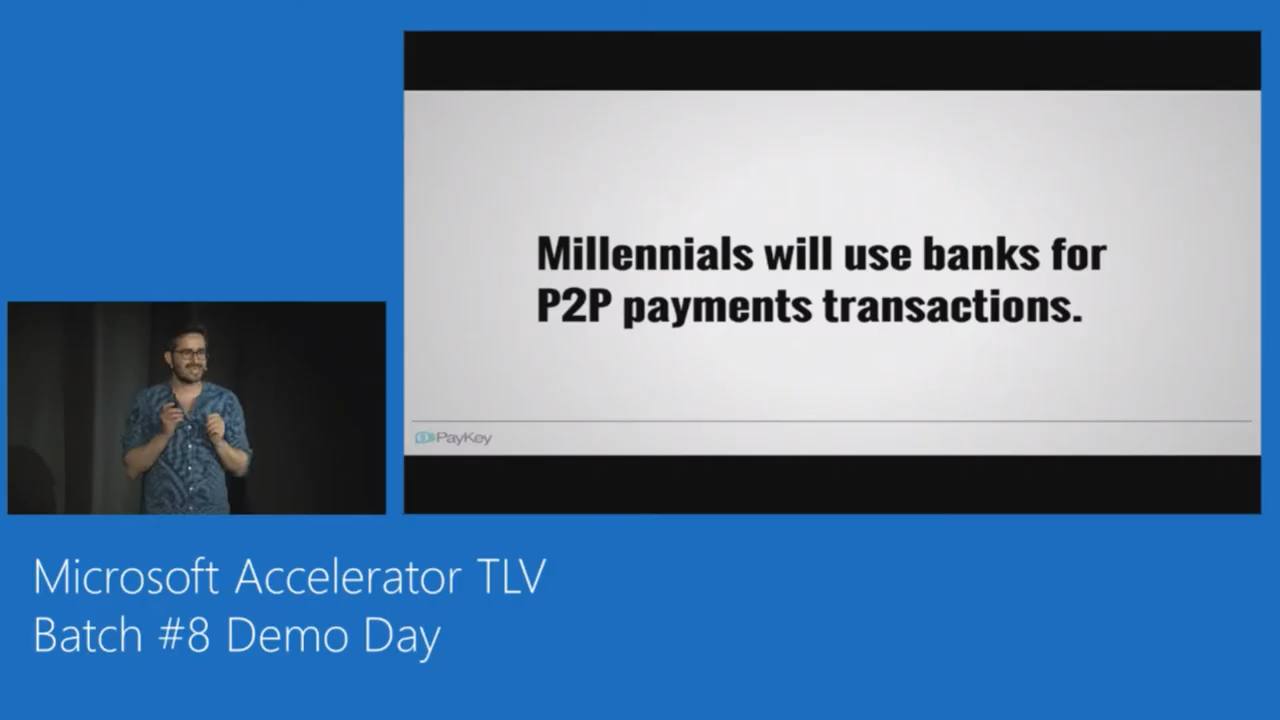 Millennials will use banks for
P2P payments transactions.
PayKey
Microsoft Accelerator TLV
Batch #8 Demo Day